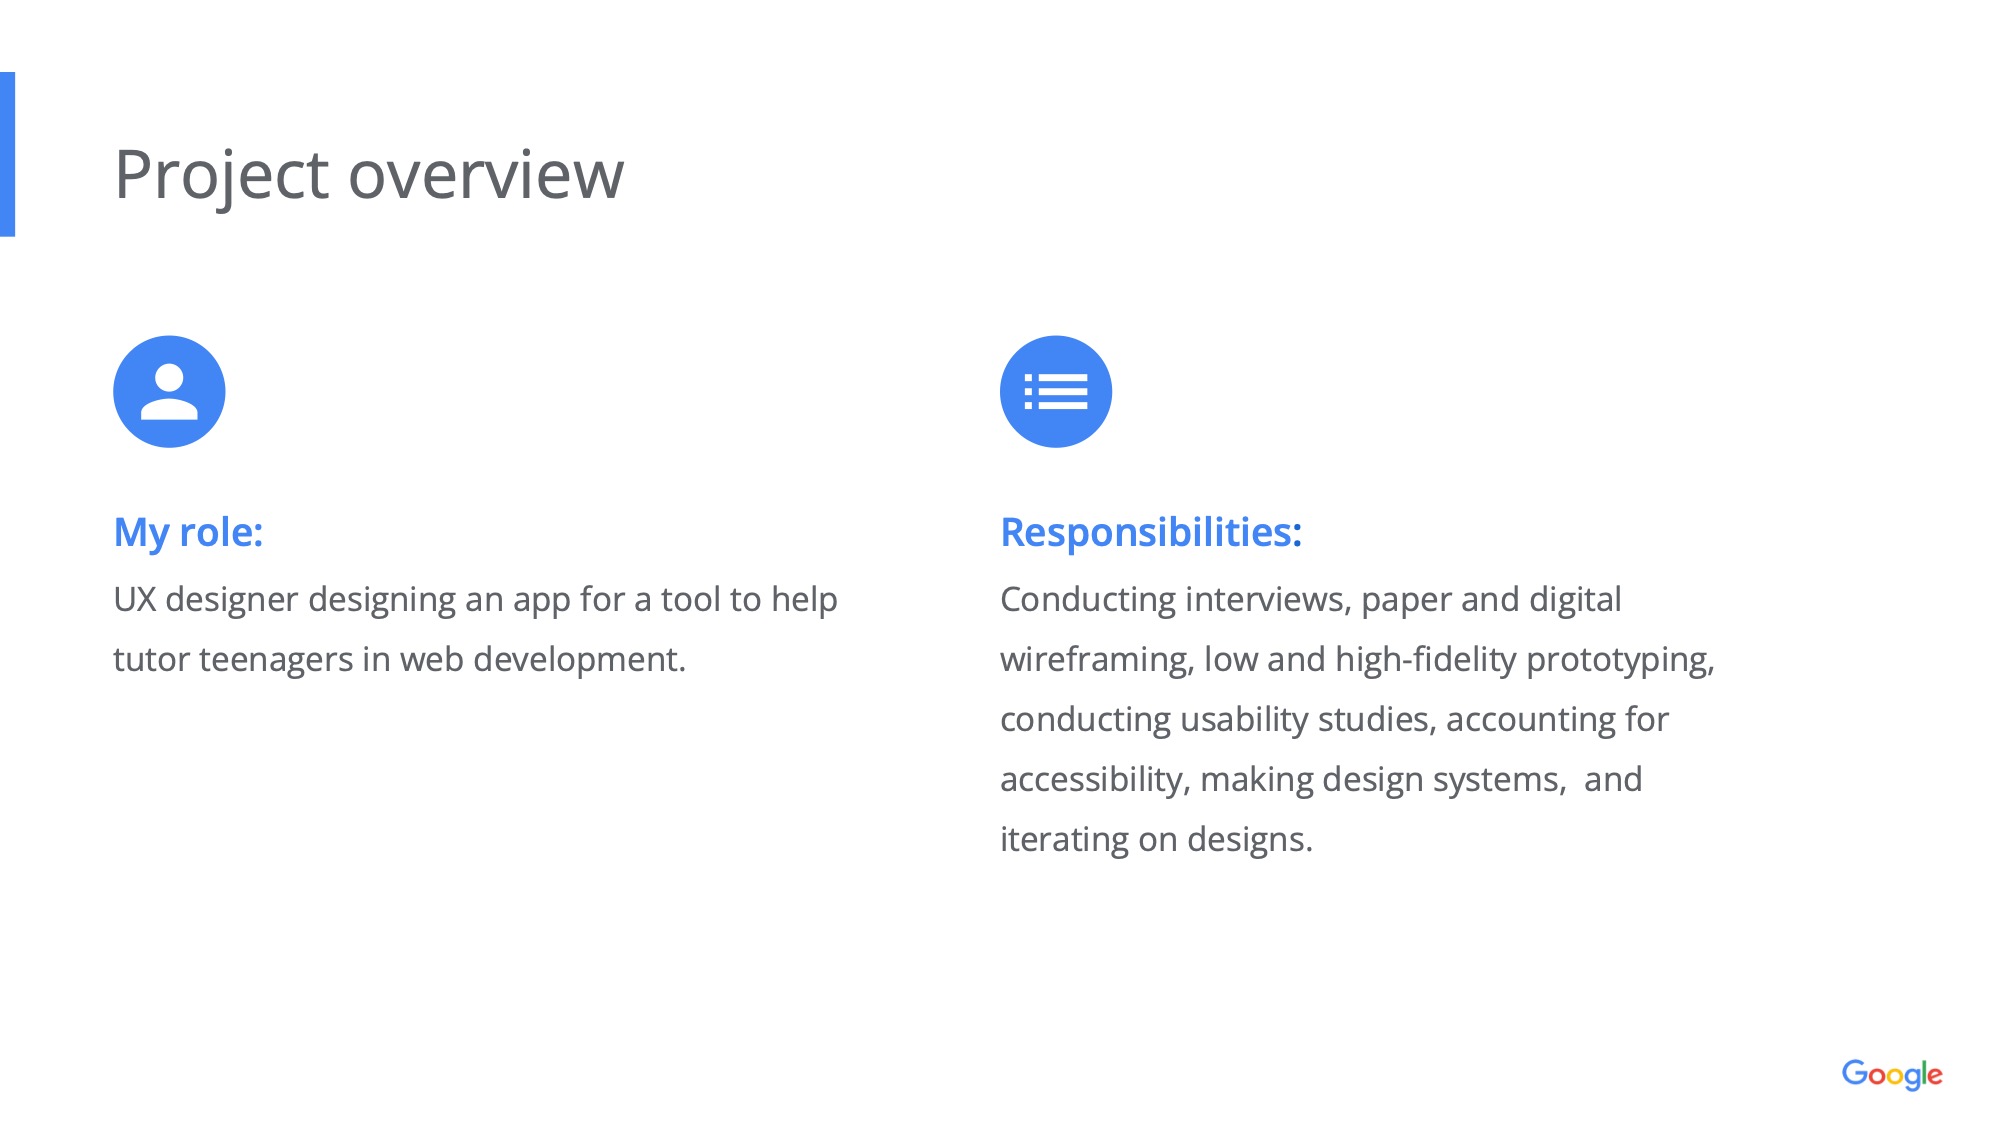 Project overview
My role:
UX designer designing an app for a tool to help
tutor teenagers in web development.
Responsibilities:
Conducting interviews, paper and digital
wireframing, low and high-fidelity prototyping,
conducting usability studies, accounting for
accessibility, making design systems,  and
iterating on designs.
Google